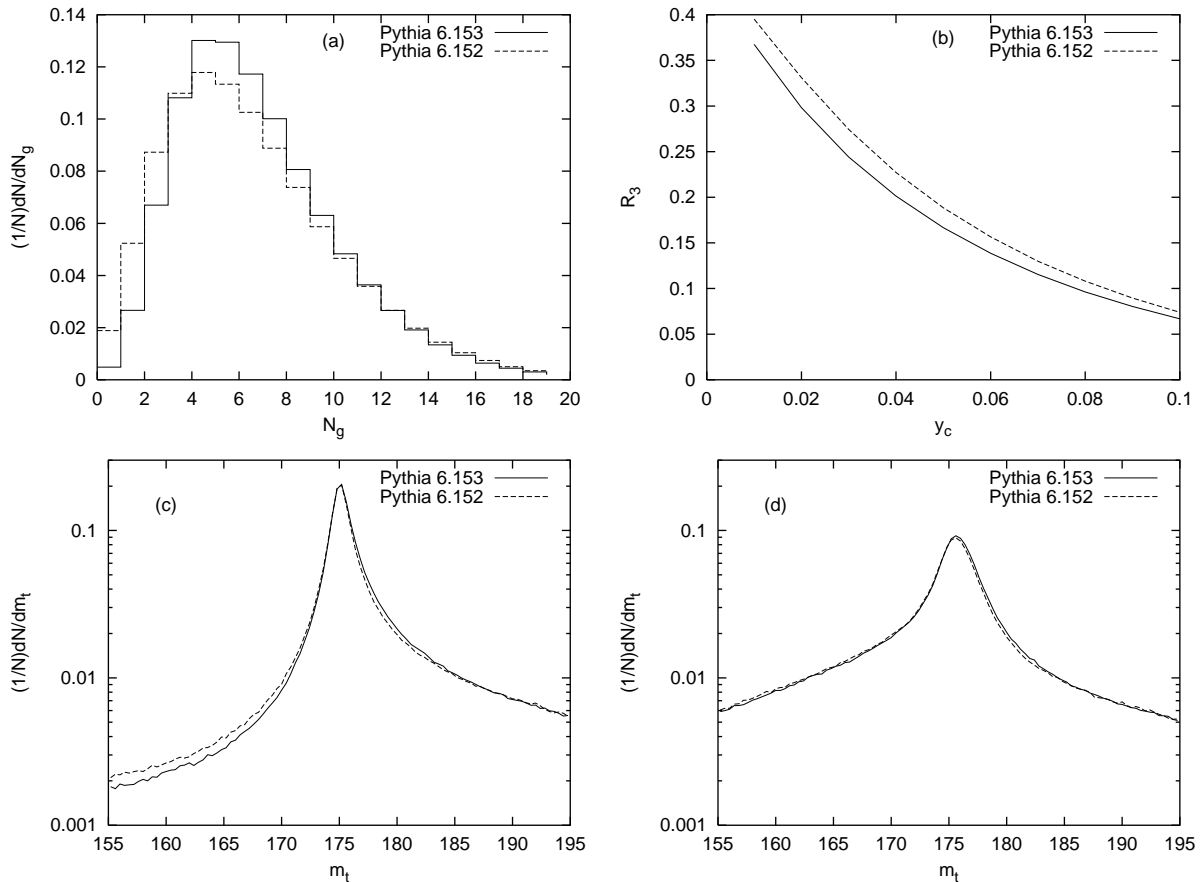 (a)
Pythia 6.153
Pythia 6.152
(1/N)dN/dN_g
0.14
0.12
0.1
0.08
0.06
0.04
0.02
0
0 2 4 6 8 10 12 14 16 18 20
N_g
(b)
Pythia 6.153
Pythia 6.152
R_3
0.4
0.35
0.3
0.25
0.2
0.15
0.1
0.05
0
0 0.02 0.04 0.06 0.08 0.1
y_c
(c)
Pythia 6.153
Pythia 6.152
(1/N)dN/dm_t
0.1
0.01
0.001
155 160 165 170 175 180 185 190 195
m_t
(d)
Pythia 6.153
Pythia 6.152
(1/N)dN/dm_t
0.1
0.01
0.001
155 160 165 170 175 180 185 190 195
m_t